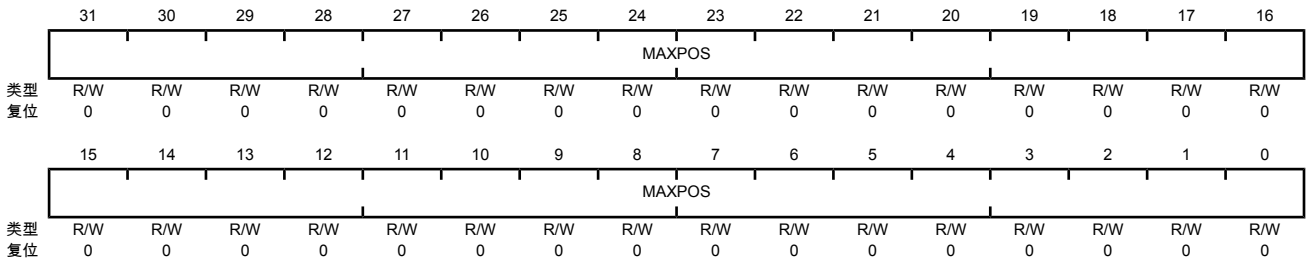 31 30 29 28 27 26 25 24 23 22 21 20 19 18 17 16
MAXPOS
类型 R/W R/W R/W R/W R/W R/W R/W R/W R/W R/W R/W R/W R/W R/W R/W R/W
复位 0 0 0 0 0 0 0 0 0 0 0 0 0 0 0 0
15 14 13 12 11 10 9 8 7 6 5 4 3 2 1 0
MAXPOS
类型 R/W R/W R/W R/W R/W R/W R/W R/W R/W R/W R/W R/W R/W R/W R/W R/W
复位 0 0 0 0 0 0 0 0 0 0 0 0 0 0 0 0